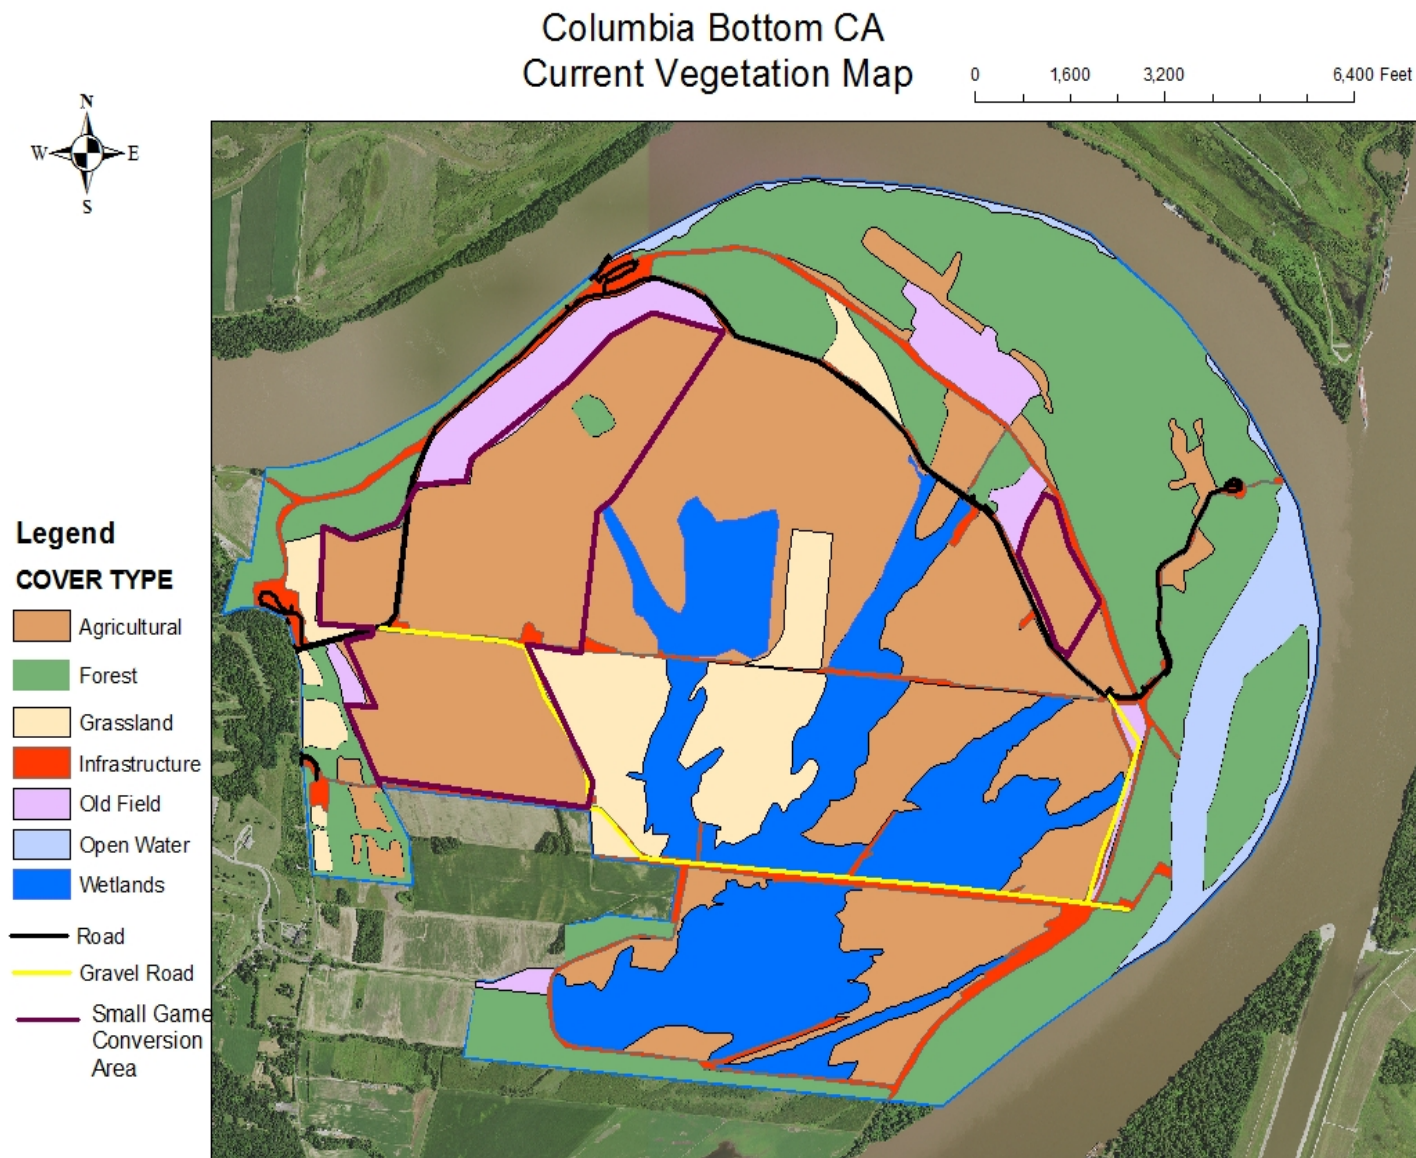 Columbia Bottom CA
Current Vegetation Map
0 1,600 3,200 6,400 Feet
N
W E
S
Legend
COVER TYPE
Agricultural
Forest
Grassland
Infrastructure
Old Field
Open Water
Wetlands
Road
Gravel Road
Small Game
Conversion
Area